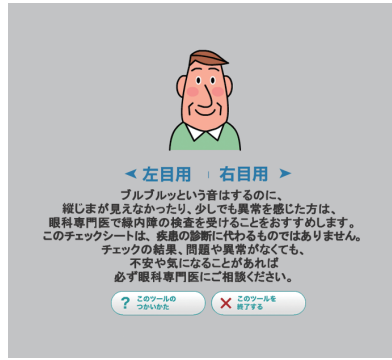 左目用 | 右目用
ブルブルッという音はするのに、
縦じまが見えなかったり、少しでも異常を感じた方は、
眼科専門医で緑内障の検査を受けることをおすすめします。
このチェックシートは、疾患の診断に代わるものではありません。
チェックの結果、問題や異常がなくても、
不安や気になることがあれば
必ず眼科専門医にご相談ください。
? このツールの
つかいかた
このツールを
終了する